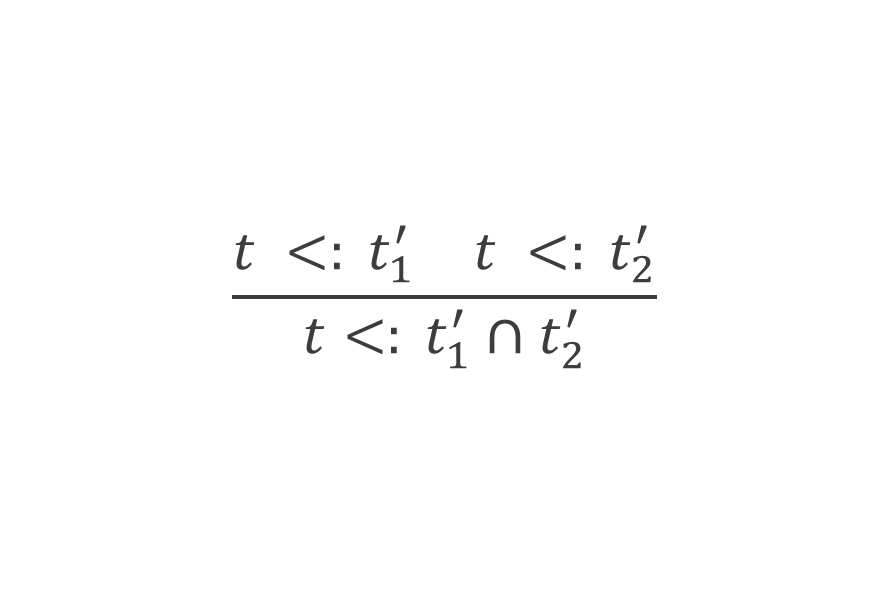 t <: t′₁  t <: t′₂
t <: t′₁ ∩ t′₂